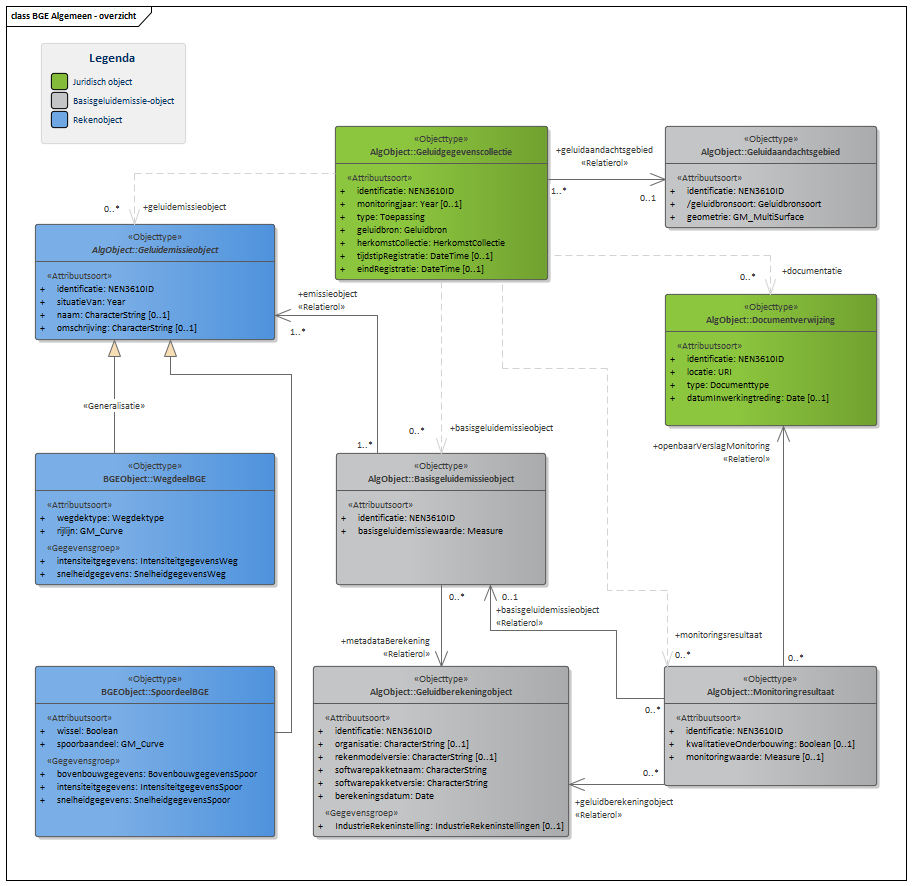 class BGE Algemeen - overzicht
Legenda
Juridisch object
Basisgeluidemissie-object
Rekenobject
«Objecttype»
AlgObject::Geluidgegevenscollectie
«Attribuutsoort»
+ identificatie: NEN3610ID
+ monitoringjaar: Year [0..1]
+ type: Toepassing
+ geluidbron: Geluidbron
+ herkomstCollectie: HerkomstCollectie
+ tijdstipRegistratie: DateTime [0..1]
+ eindRegistratie: DateTime [0..1]
+geluidaandachtsgebied
«Relatierol»
1..*
0..1
«Objecttype»
AlgObject::Geluidaandachtsgebied
«Attribuutsoort»
+ identificatie: NEN3610ID
+ /geluidbronsoort: Geluidbronsoort
+ geometrie: GM_MultiSurface
0..*
+geluidemissieobject
«Objecttype»
AlgObject::Geluidemissieobject
«Attribuutsoort»
+ identificatie: NEN3610ID
+ situatieVan: Year
+ naam: CharacterString [0..1]
+ omschrijving: CharacterString [0..1]
+emissieobject
«Relatierol»
1..*
1..*
0..*
+documentatie
«Objecttype»
AlgObject::Documentverwijzing
«Attribuutsoort»
+ identificatie: NEN3610ID
+ locatie: URI
+ type: Documenttype
+ datumInwerkingtreding: Date [0..1]
«Generalisatie»
0..*
+basisgeluidemissieobject
+openbaarVerslagMonitoring
«Relatierol»
«Objecttype»
BGEObject::WegdeelBGE
«Attribuutsoort»
+ wegdektype: Wegdektype
+ rijlijn: GM_Curve
«Gegevensgroep»
+ intensiteitgegevens: IntensiteitgegevensWeg
+ snelheidgegevens: SnelheidgegevensWeg
«Objecttype»
AlgObject::Basisgeluidemissieobject
«Attribuutsoort»
+ identificatie: NEN3610ID
+ basisgeluidemissiewaarde: Measure
0..*
0..1
+basisgeluidemissieobject
«Relatierol»
+metadataBerekening
«Relatierol»
+monitoringsresultaat
0..*
0..*
0..*
«Objecttype»
BGEObject::SpoordeelBGE
«Attribuutsoort»
+ wissel: Boolean
+ spoorbaandeel: GM_Curve
«Gegevensgroep»
+ bovenbouwgegevens: BovenbouwgegevensSpoor
+ intensiteitgegevens: IntensiteitgegevensSpoor
+ snelheidgegevens: SnelheidgegevensSpoor
«Objecttype»
AlgObject::Geluidberekeningobject
«Attribuutsoort»
+ identificatie: NEN3610ID
+ organisatie: CharacterString [0..1]
+ rekenmodelversie: CharacterString [0..1]
+ softwarepakketnaam: CharacterString
+ softwarepakketversie: CharacterString
+ berekeningsdatum: Date
«Gegevensgroep»
+ IndustrieRekeninstelling: IndustrieRekeninstellingen [0..1]
«Objecttype»
AlgObject::Monitoringresultaat
«Attribuutsoort»
+ identificatie: NEN3610ID
+ kwalitatieveOnderbouwing: Boolean [0..1]
+ monitoringwaarde: Measure [0..1]
0..*
+geluidberekeningobject
«Relatierol»